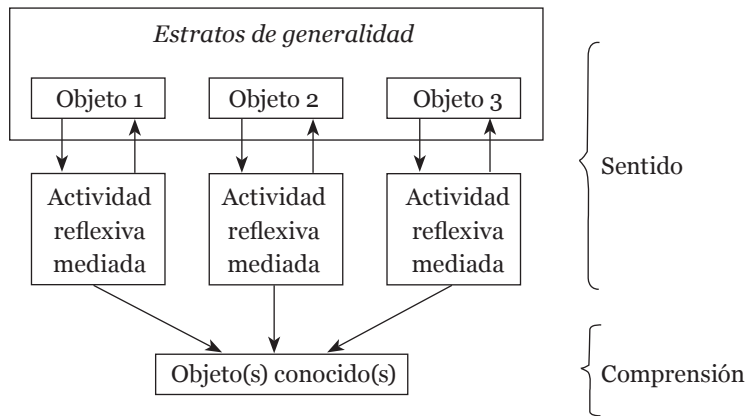 Estratos de generalidad
Objeto 1
Objeto 2
Objeto 3
Actividad
reflexiva
mediada
Actividad
reflexiva
mediada
Actividad
reflexiva
mediada
Sentido
Objeto(s) conocido(s)
Comprensión